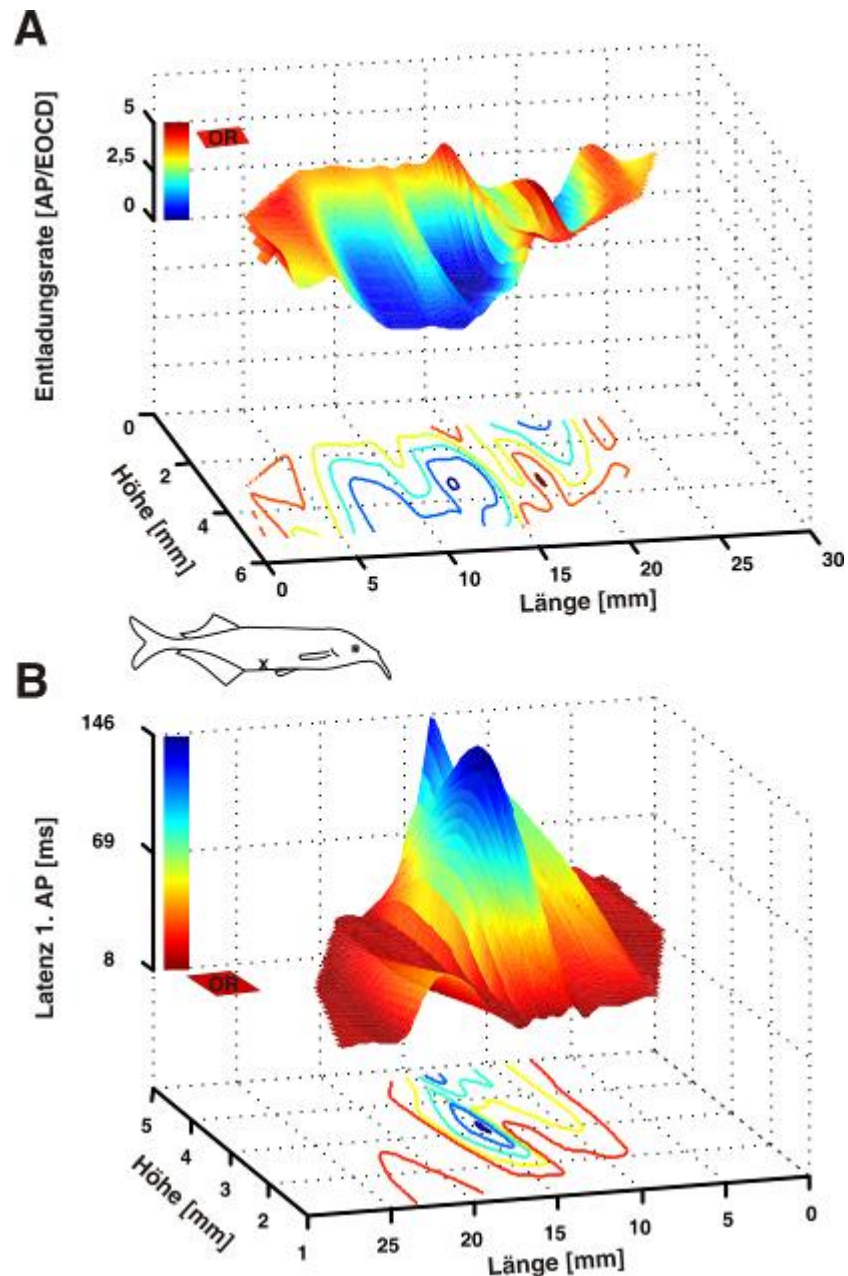 A
Entladungsrate [AP/EOCD]
5
2,5
0
OR
0
2
4
6
Höhe [mm]
0
5
10
15
20
25
30
Länge [mm]
x
B
Latenz 1. AP [ms]
146
69
8
OR
5
4
3
2
1
Höhe [mm]
25
20
15
10
5
0
Länge [mm]